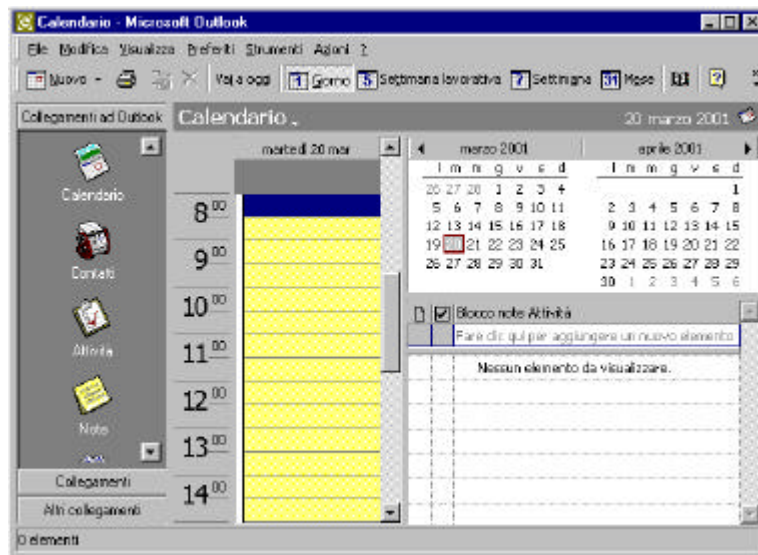 Calendario - Microsoft Outlook
File Modifica Visualizza Preferiti Strumenti Azioni ?
Nuovo Vai a oggi 1 Giorno 5 Settimana lavorativa 7 Settimana 31 Mese
Collegamenti ad Outlook
Calendario
Contatti
Attività
Note
Collegamenti
Altri collegamenti
Calendario .
20 marzo 2001
martedì 20 mar
8 00
9 00
10 00
11 00
12 00
13 00
14 00
marzo 2001
l m m g v s d
26 27 28 1 2 3 4
5 6 7 8 9 10 11
12 13 14 15 16 17 18
19 20 21 22 23 24 25
26 27 28 29 30 31
aprile 2001
l m m g v s d
1
2 3 4 5 6 7 8
9 10 11 12 13 14 15
16 17 18 19 20 21 22
23 24 25 26 27 28 29
30 1 2 3 4 5 6
Blocco note Attività
Fare clic qui per aggiungere un nuovo elemento
Nessun elemento da visualizzare.
0 elementi